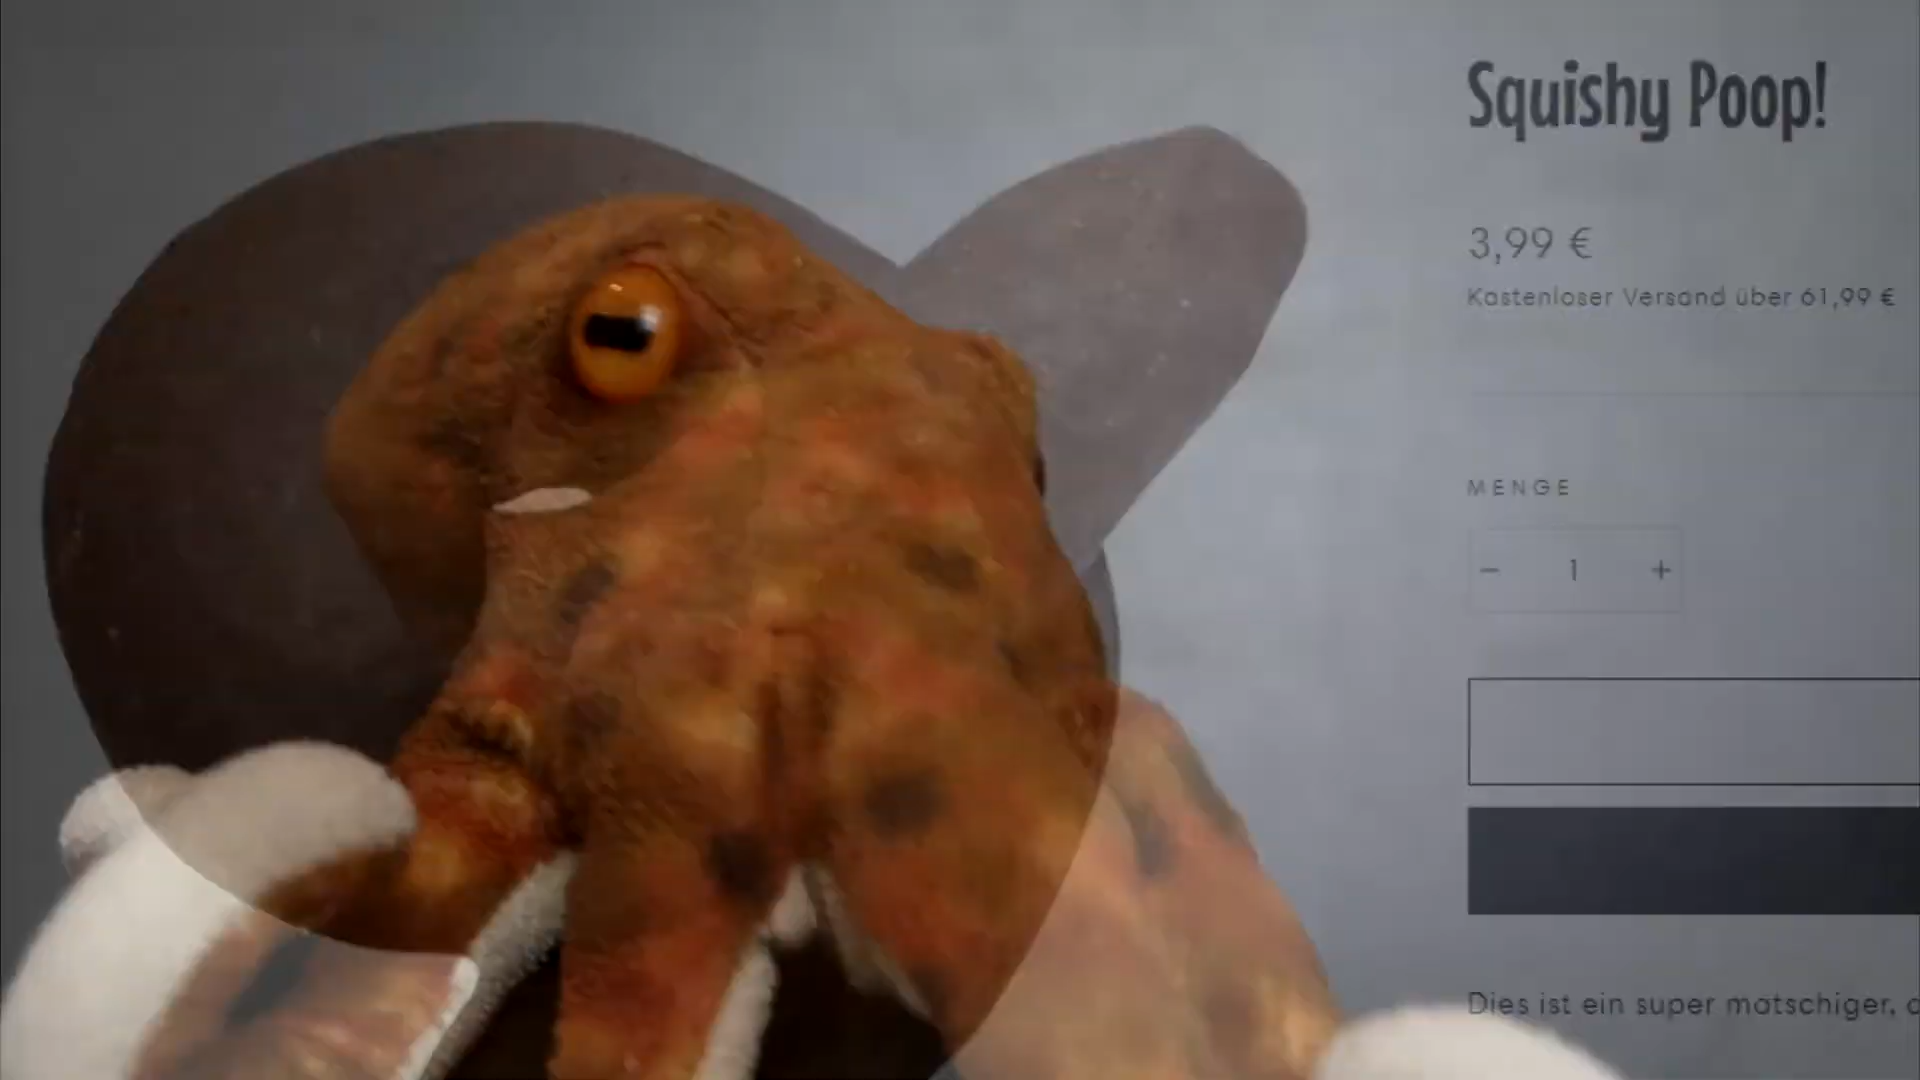 Squishy Poop!
3,99 €
Kostenloser Versand über 61,99 €
MENGE
− 1 +
Dies ist ein super matschiger,